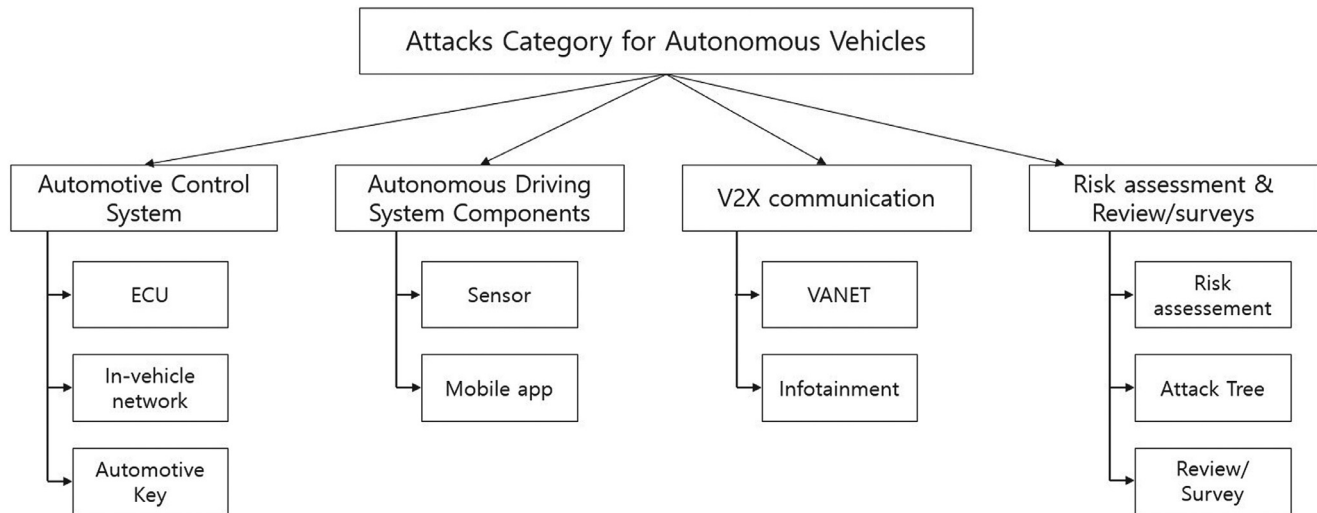 Attacks Category for Autonomous Vehicles
Automotive Control
System
Autonomous Driving
System Components
V2X communication
Risk assessment &
Review/surveys
ECU
In-vehicle
network
Automotive
Key
Sensor
Mobile app
VANET
Infotainment
Risk
assessement
Attack Tree
Review/
Survey